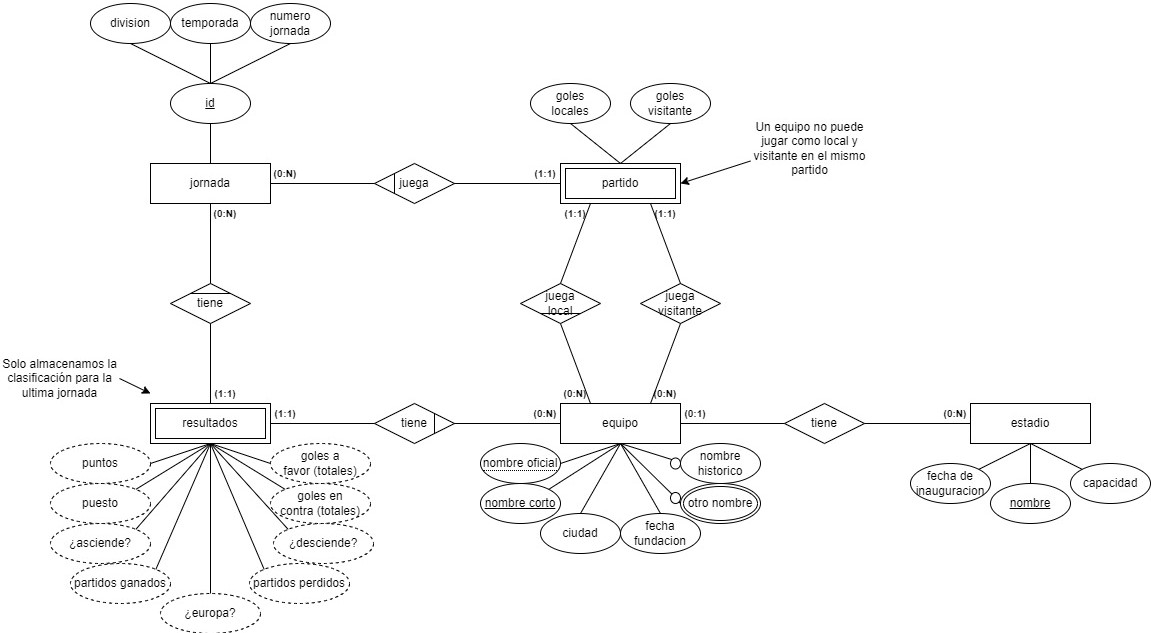 division
temporada
numero
jornada
id
goles
locales
goles
visitante
Un equipo no puede
jugar como local y
visitante en el mismo
partido
jornada
(0:N)
juega
(1:1)
partido
(0:N)
(1:1)
(1:1)
tiene
juega
local
juega
visitante
Solo almacenamos la
clasificación para la
ultima jornada
(1:1)
(0:N)
(0:N)
resultados
(1:1)
tiene
(0:N)
equipo
(0:1)
tiene
(0:N)
estadio
puntos
goles a
favor (totales)
nombre oficial
nombre
historico
fecha de
inauguracion
nombre
capacidad
puesto
goles en
contra (totales)
nombre corto
otro nombre
¿asciende?
¿desciende?
ciudad
fecha
fundacion
partidos ganados
partidos perdidos
¿europa?